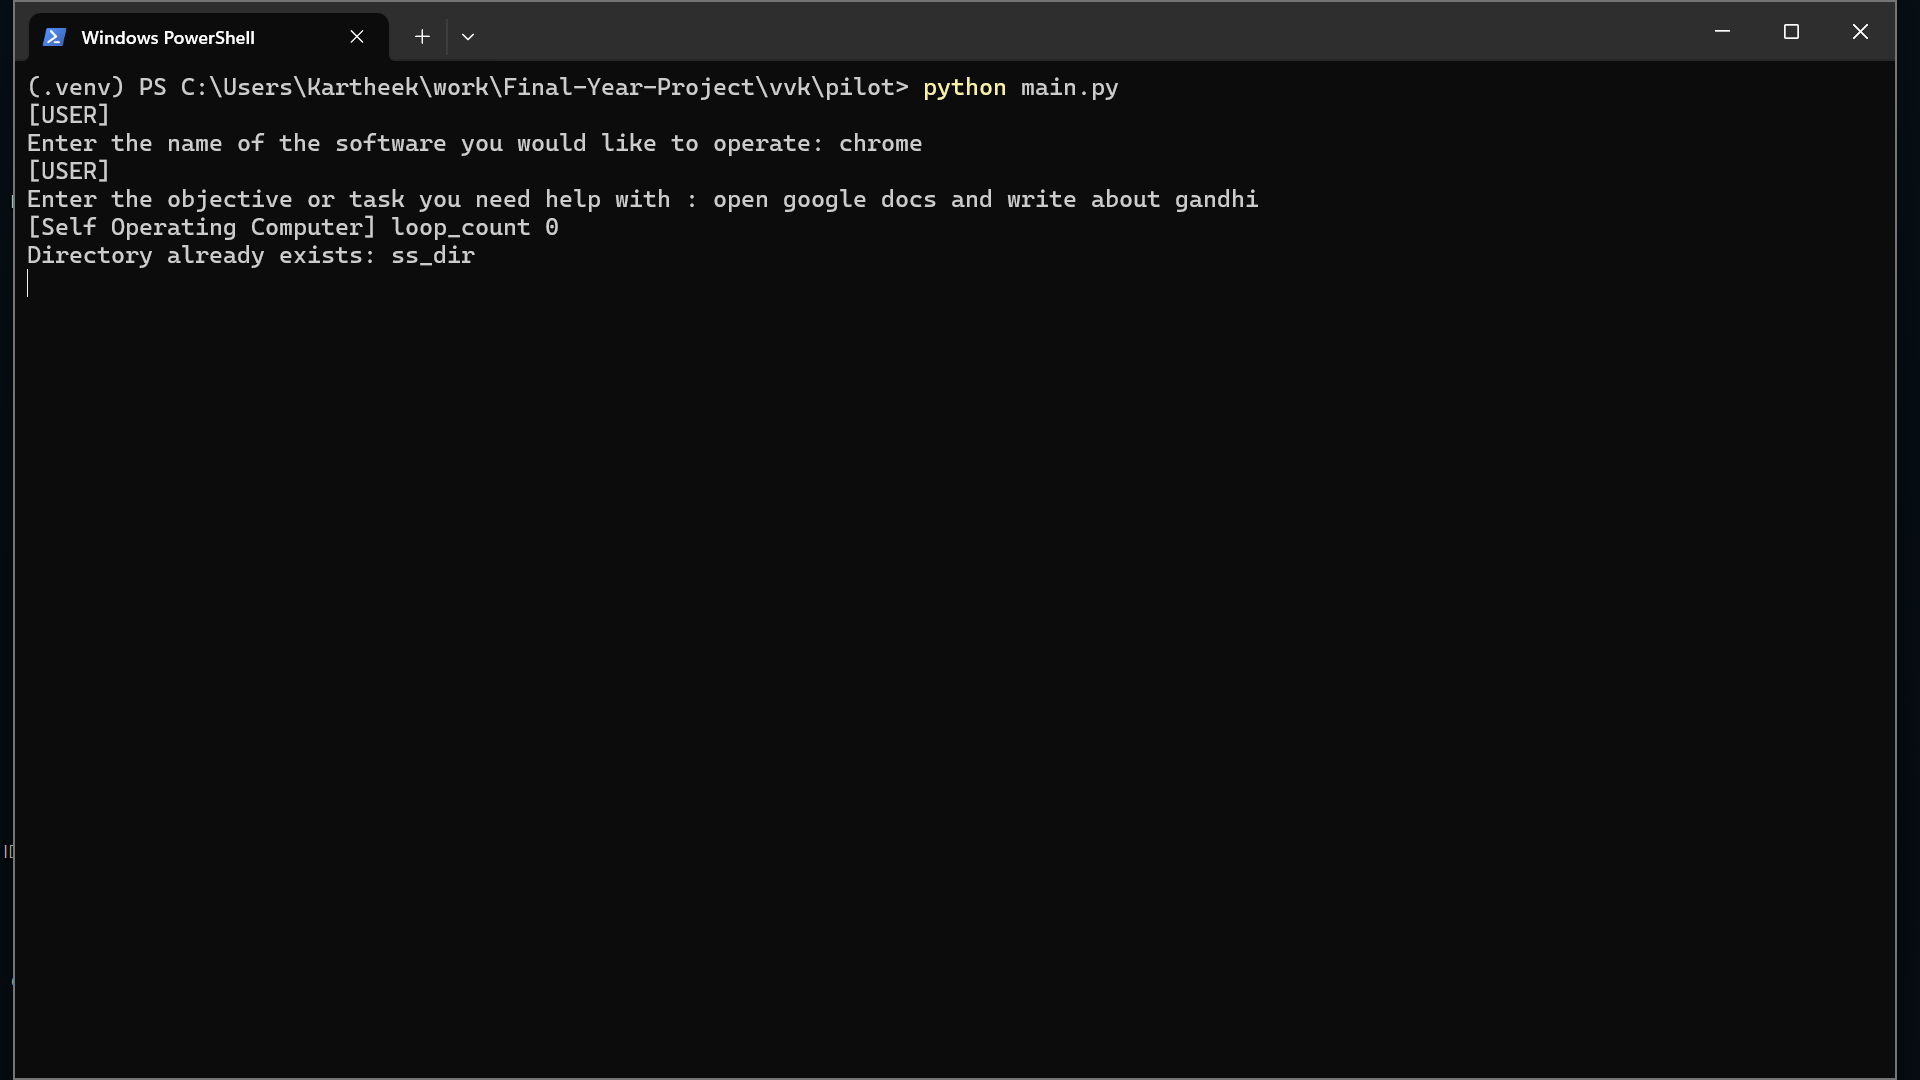 Windows PowerShell
(.venv) PS C:\Users\Kartheek\work\Final-Year-Project\vvk\pilot> python main.py
[USER]
Enter the name of the software you would like to operate: chrome
[USER]
Enter the objective or task you need help with : open google docs and write about gandhi
[Self Operating Computer] loop_count 0
Directory already exists: ss_dir